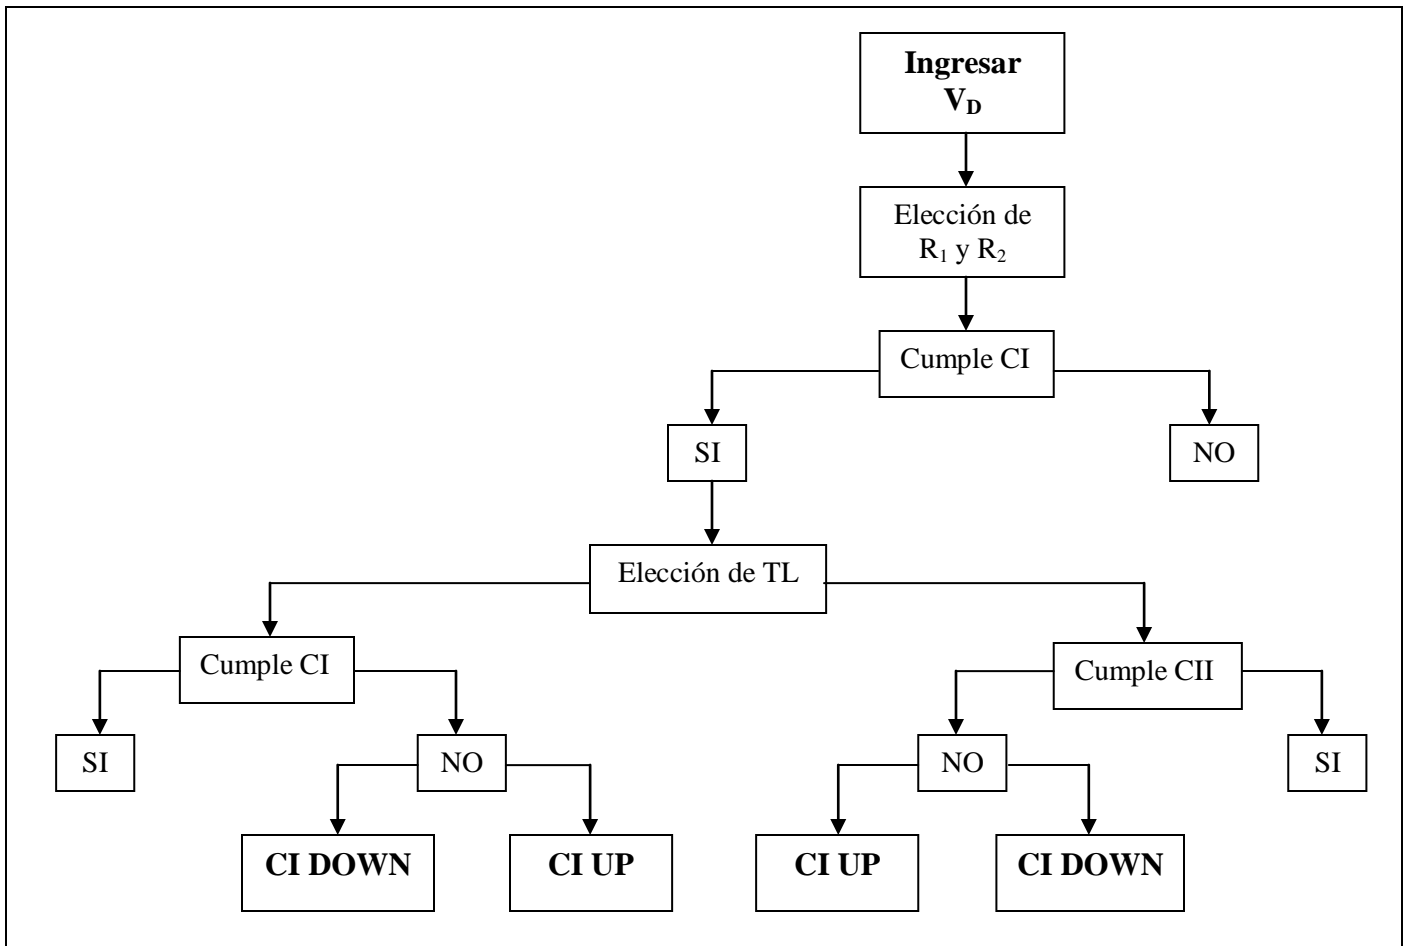 Ingresar
V_D
Elección de
R₁ y R₂
Cumple CI
SI
NO
Elección de TL
Cumple CI
Cumple CII
SI
NO
NO
SI
CI DOWN
CI UP
CI UP
CI DOWN